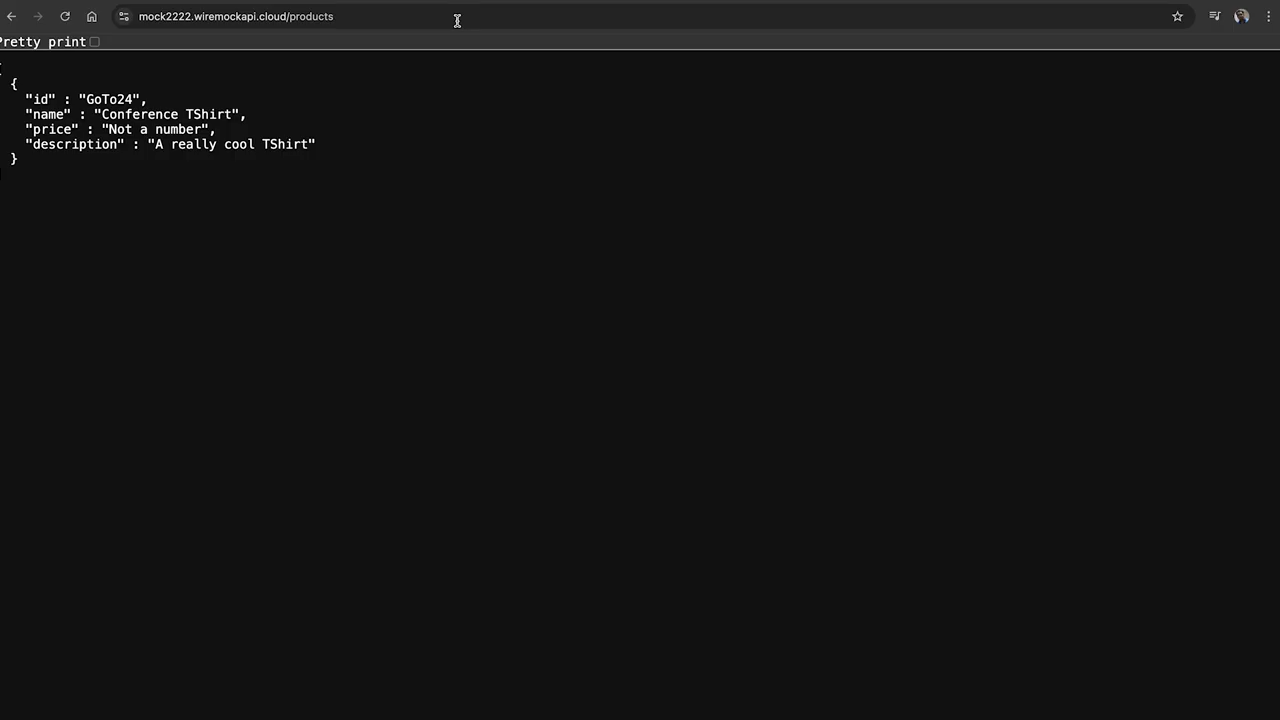 mock2222.wiremockapi.cloud/products
Pretty print
{
"id" : "GoTo24",
"name" : "Conference TShirt",
"price" : "Not a number",
"description" : "A really cool TShirt"
}